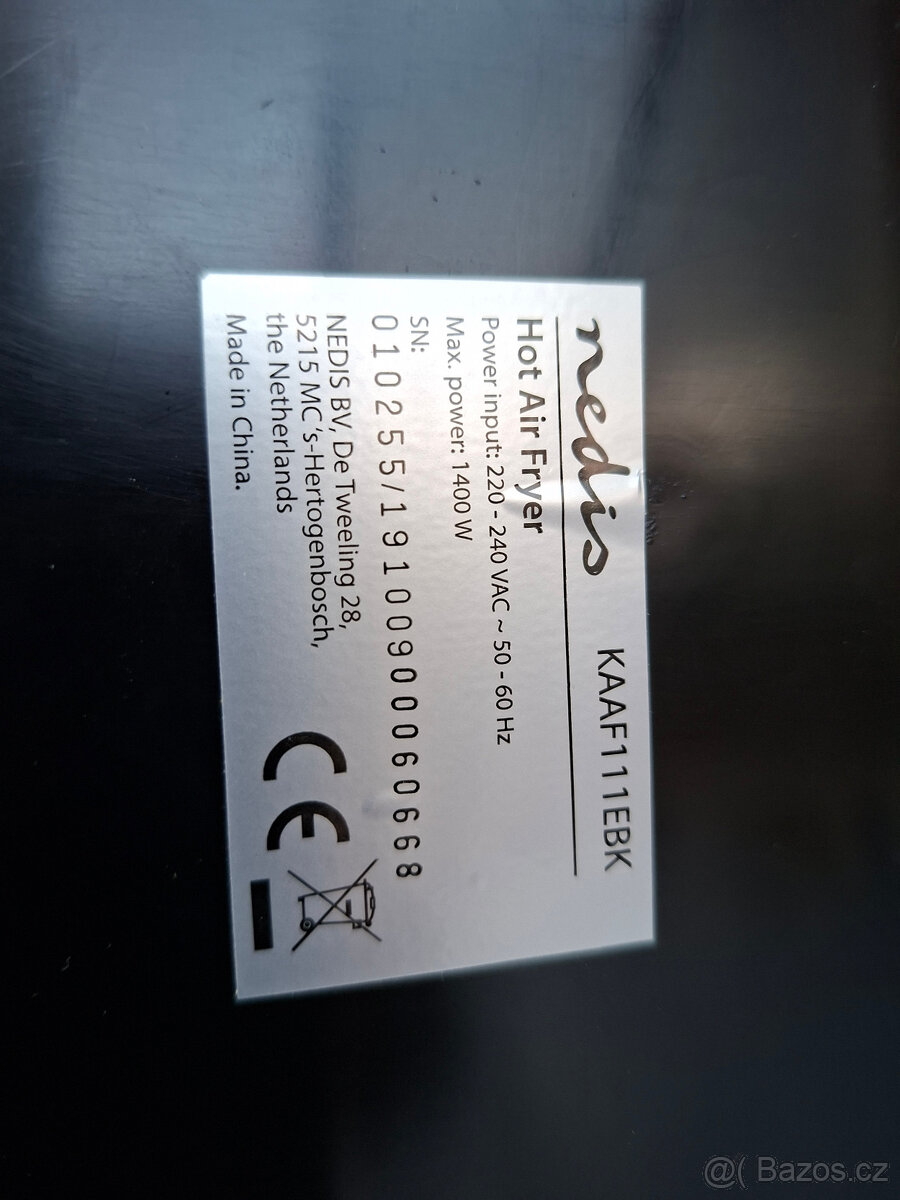 nedis KAAF111EBK
Hot Air Fryer
Power input: 220 - 240 VAC ~ 50 - 60 Hz
Max. power: 1400 W
SN:
010255/19100900060668
NEDIS BV, De Tweeling 28,
5215 MC 's-Hertogenbosch,
the Netherlands
Made in China.
CE
@( Bazos.cz